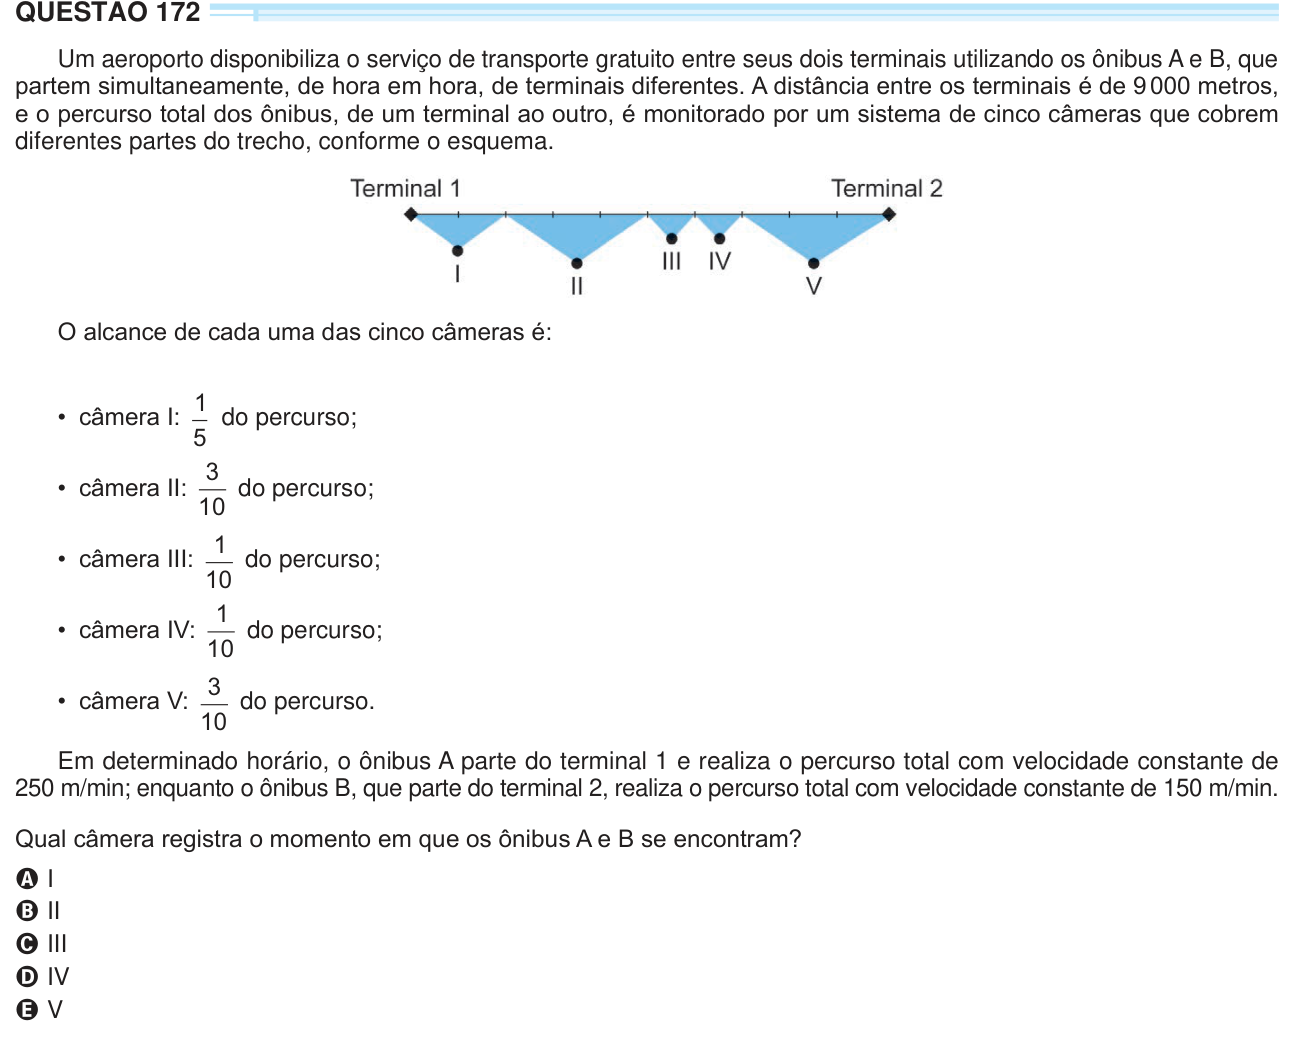 QUESTÃO 172
Um aeroporto disponibiliza o serviço de transporte gratuito entre seus dois terminais utilizando os ônibus A e B, que
partem simultaneamente, de hora em hora, de terminais diferentes. A distância entre os terminais é de 9 000 metros,
e o percurso total dos ônibus, de um terminal ao outro, é monitorado por um sistema de cinco câmeras que cobrem
diferentes partes do trecho, conforme o esquema.
Terminal 1 Terminal 2
I II III IV V
O alcance de cada uma das cinco câmeras é:
• câmera I: 1/5 do percurso;
• câmera II: 3/10 do percurso;
• câmera III: 1/10 do percurso;
• câmera IV: 1/10 do percurso;
• câmera V: 3/10 do percurso.
Em determinado horário, o ônibus A parte do terminal 1 e realiza o percurso total com velocidade constante de
250 m/min; enquanto o ônibus B, que parte do terminal 2, realiza o percurso total com velocidade constante de 150 m/min.
Qual câmera registra o momento em que os ônibus A e B se encontram?
A I
B II
C III
D IV
E V